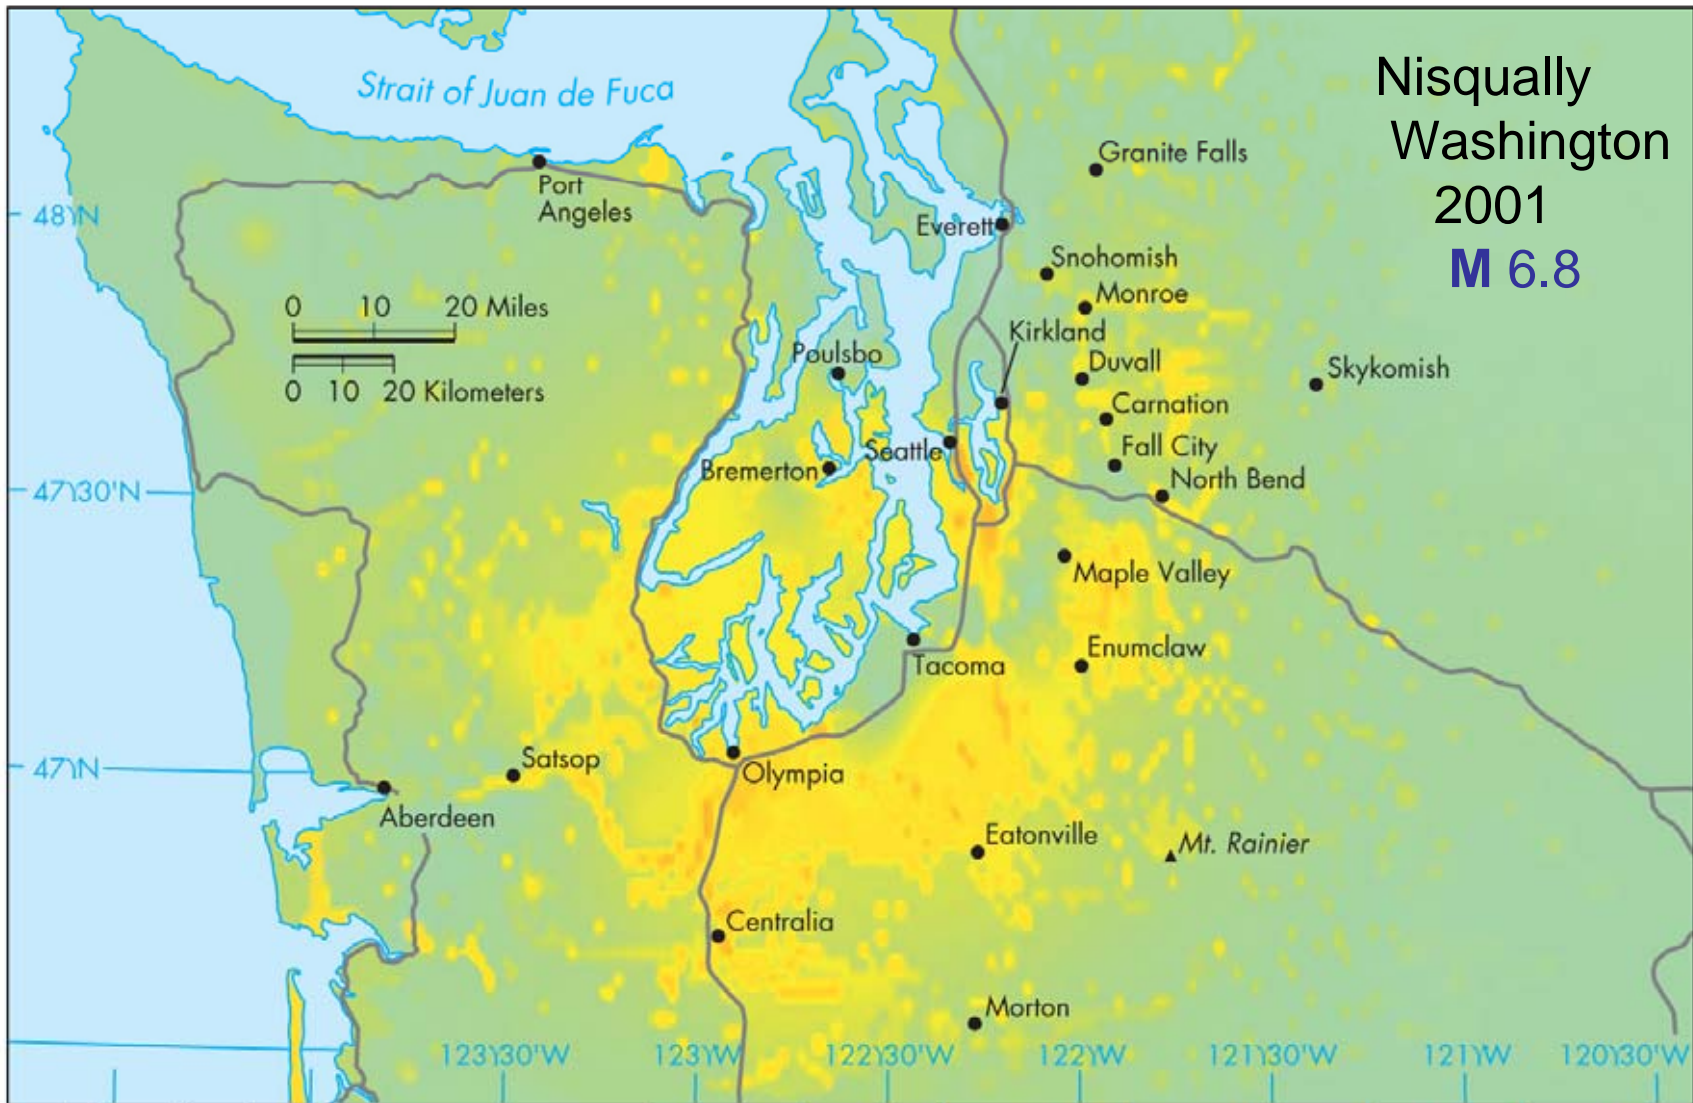 Strait of Juan de Fuca
Nisqually
Washington
2001
M 6.8
Granite Falls
Port
Angeles
48)N
Everett
Snohomish
Monroe
0 10 20 Miles
0 10 20 Kilometers
Kirkland
Poulsbo
Duvall
Skykomish
Carnation
Seattle
Fall City
Bremerton
North Bend
47)30'N
Maple Valley
Enumclaw
Tacoma
47)N
Satsop
Olympia
Aberdeen
Eatonville
Mt. Rainier
Centralia
Morton
123)30'W 123)W 122)30'W 122)W 121)30'W 121)W 120)30'W